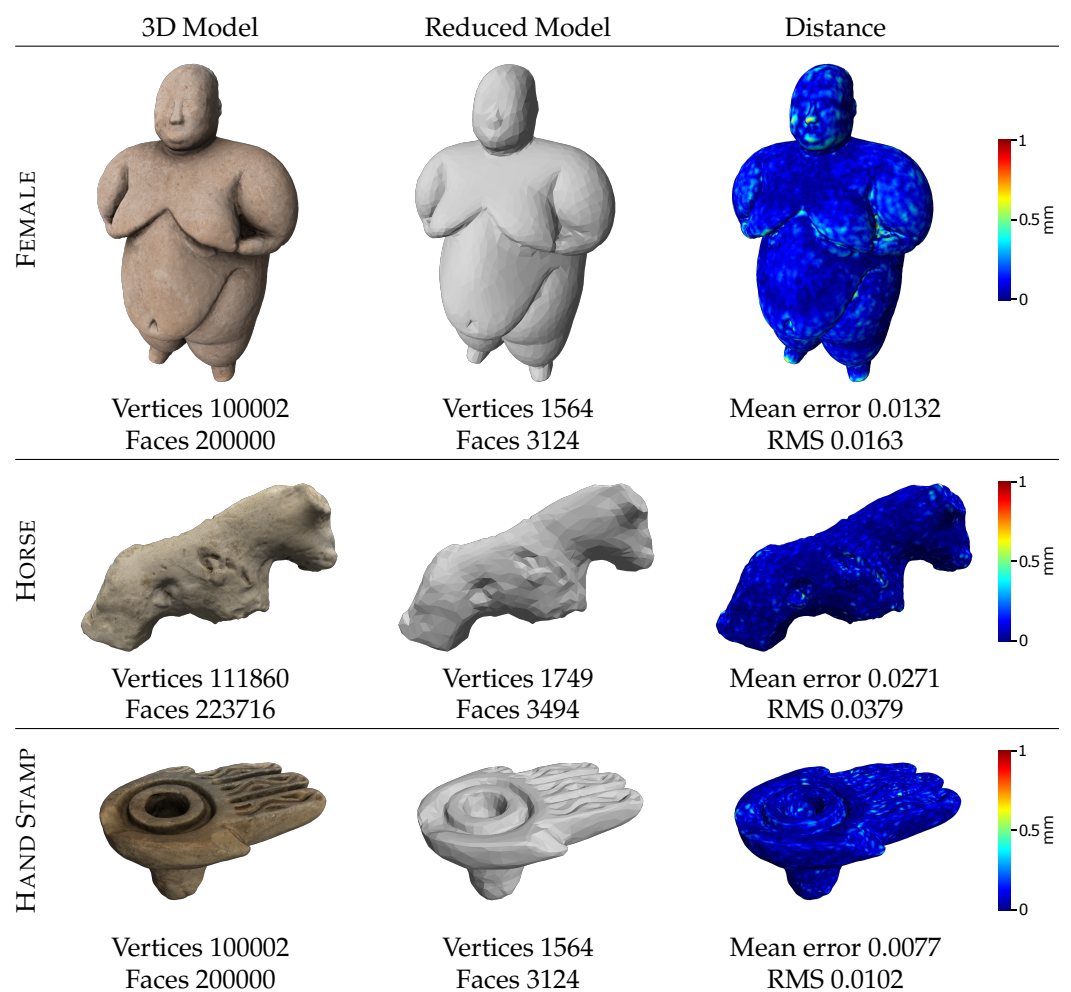 3D Model Reduced Model Distance
FEMALE
1
0.5
0
mm
Vertices 100002 Vertices 1564 Mean error 0.0132
Faces 200000 Faces 3124 RMS 0.0163
HORSE
1
0.5
0
mm
Vertices 111860 Vertices 1749 Mean error 0.0271
Faces 223716 Faces 3494 RMS 0.0379
HAND STAMP
1
0.5
0
mm
Vertices 100002 Vertices 1564 Mean error 0.0077
Faces 200000 Faces 3124 RMS 0.0102